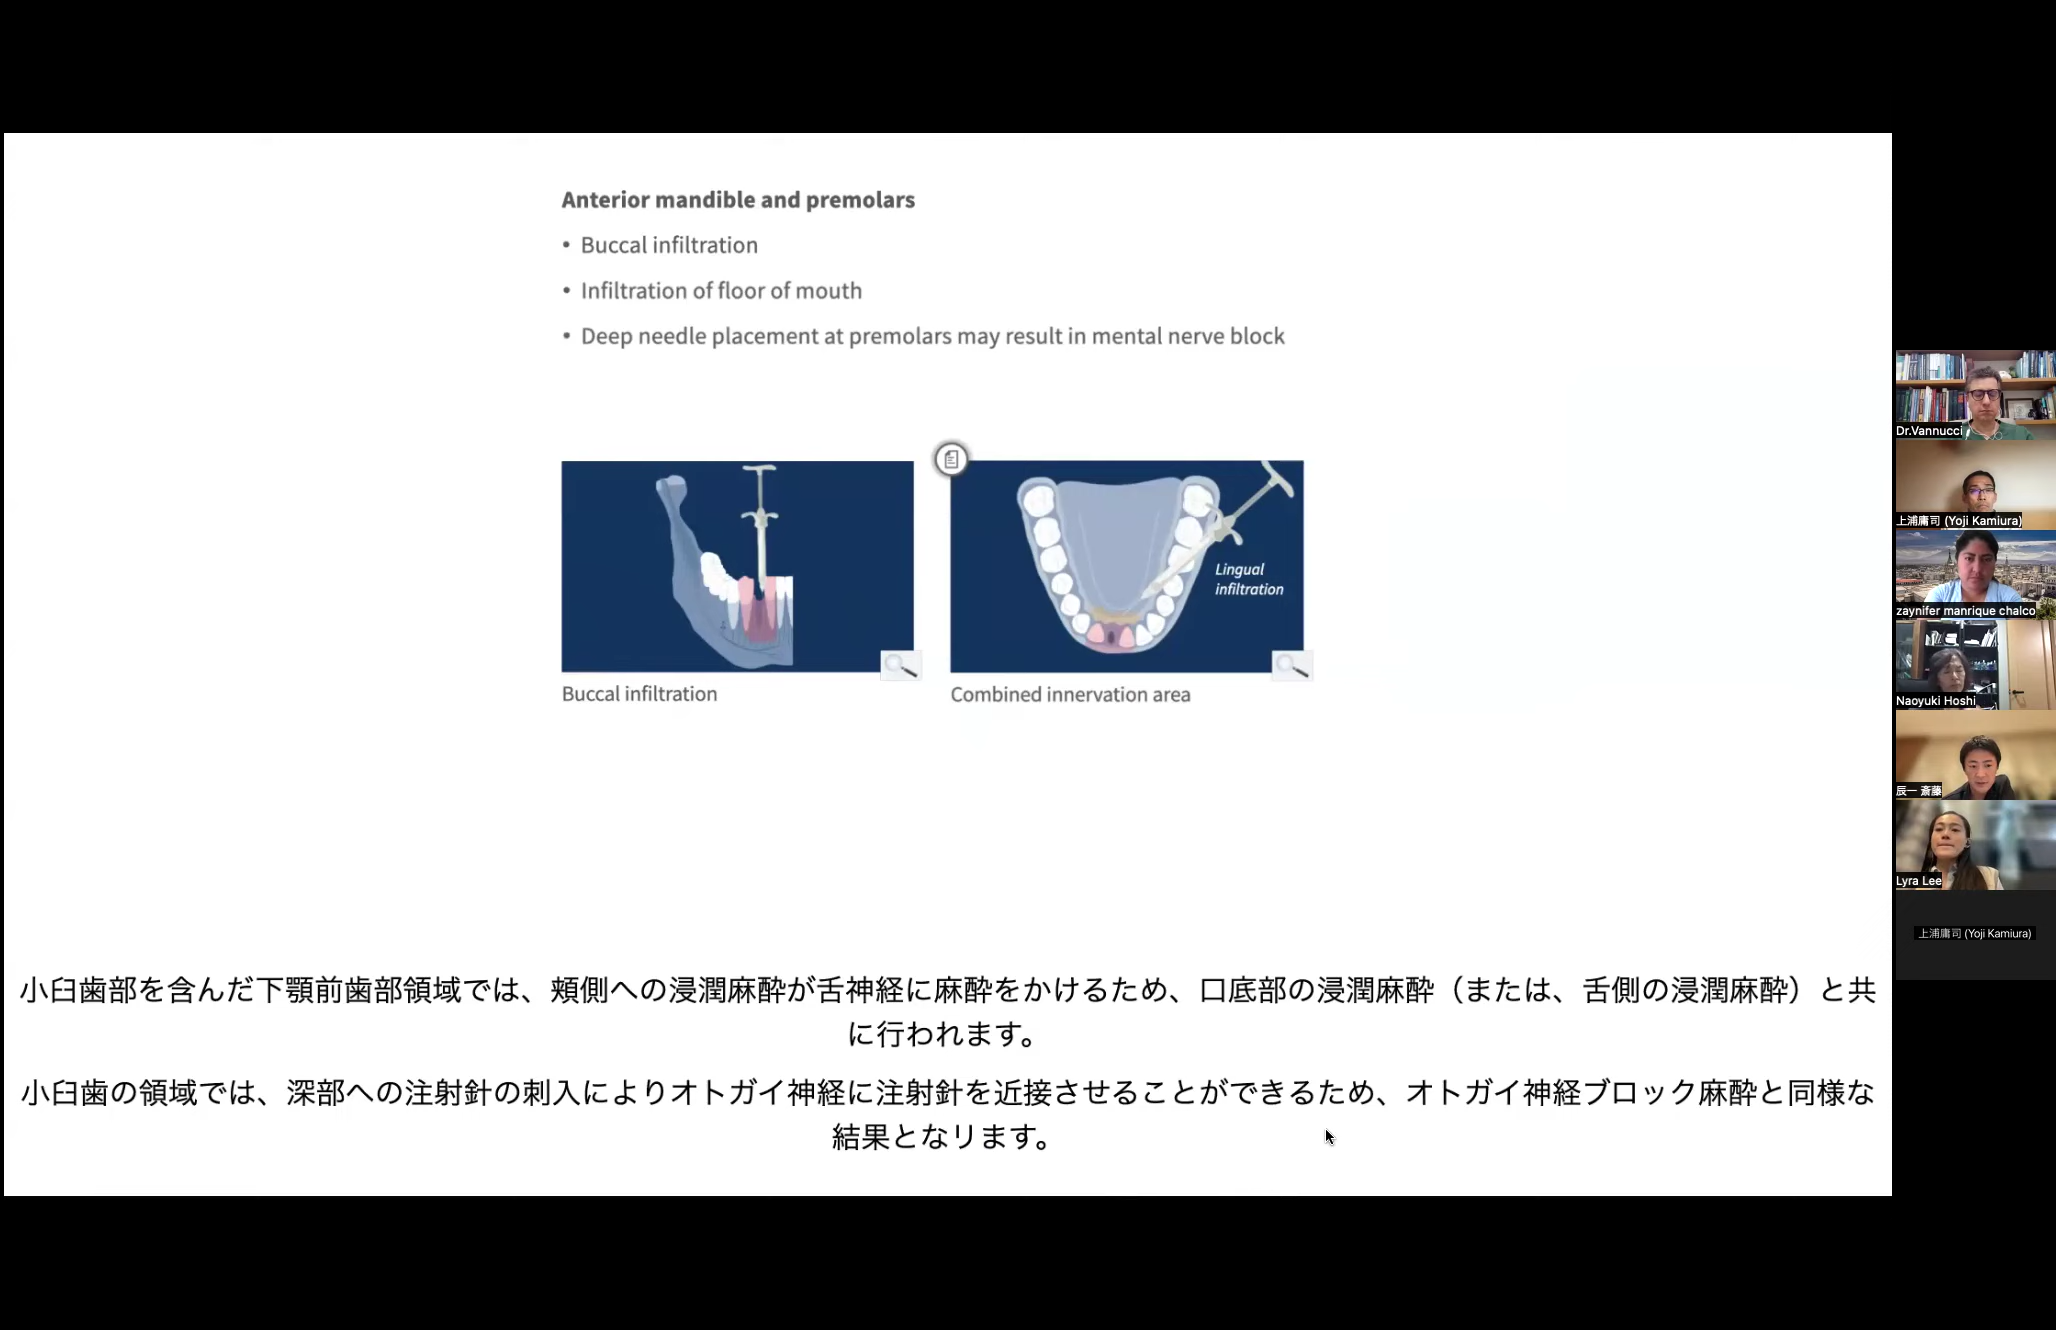 Anterior mandible and premolars
• Buccal infiltration
• Infiltration of floor of mouth
• Deep needle placement at premolars may result in mental nerve block
Lingual
infiltration
Buccal infiltration
Combined innervation area
小臼歯部を含んだ下顎前歯部領域では、頬側への浸潤麻酔が舌神経に麻酔をかけるため、口底部の浸潤麻酔（または、舌側の浸潤麻酔）と共
に行われます。
小臼歯の領域では、深部への注射針の刺入によりオトガイ神経に注射針を近接させることができるため、オトガイ神経ブロック麻酔と同様な
結果となリます。
Dr.Vannucci
上浦庸司 (Yoji Kamiura)
zaynifer manrique chalco
Naoyuki Hoshi
辰一 斎藤
Lyra Lee
上浦庸司 (Yoji Kamiura)